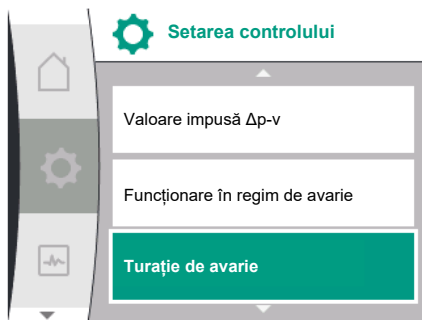 Setarea controlului
Valoare impusă Δp-v
Funcționare în regim de avarie
Turație de avarie